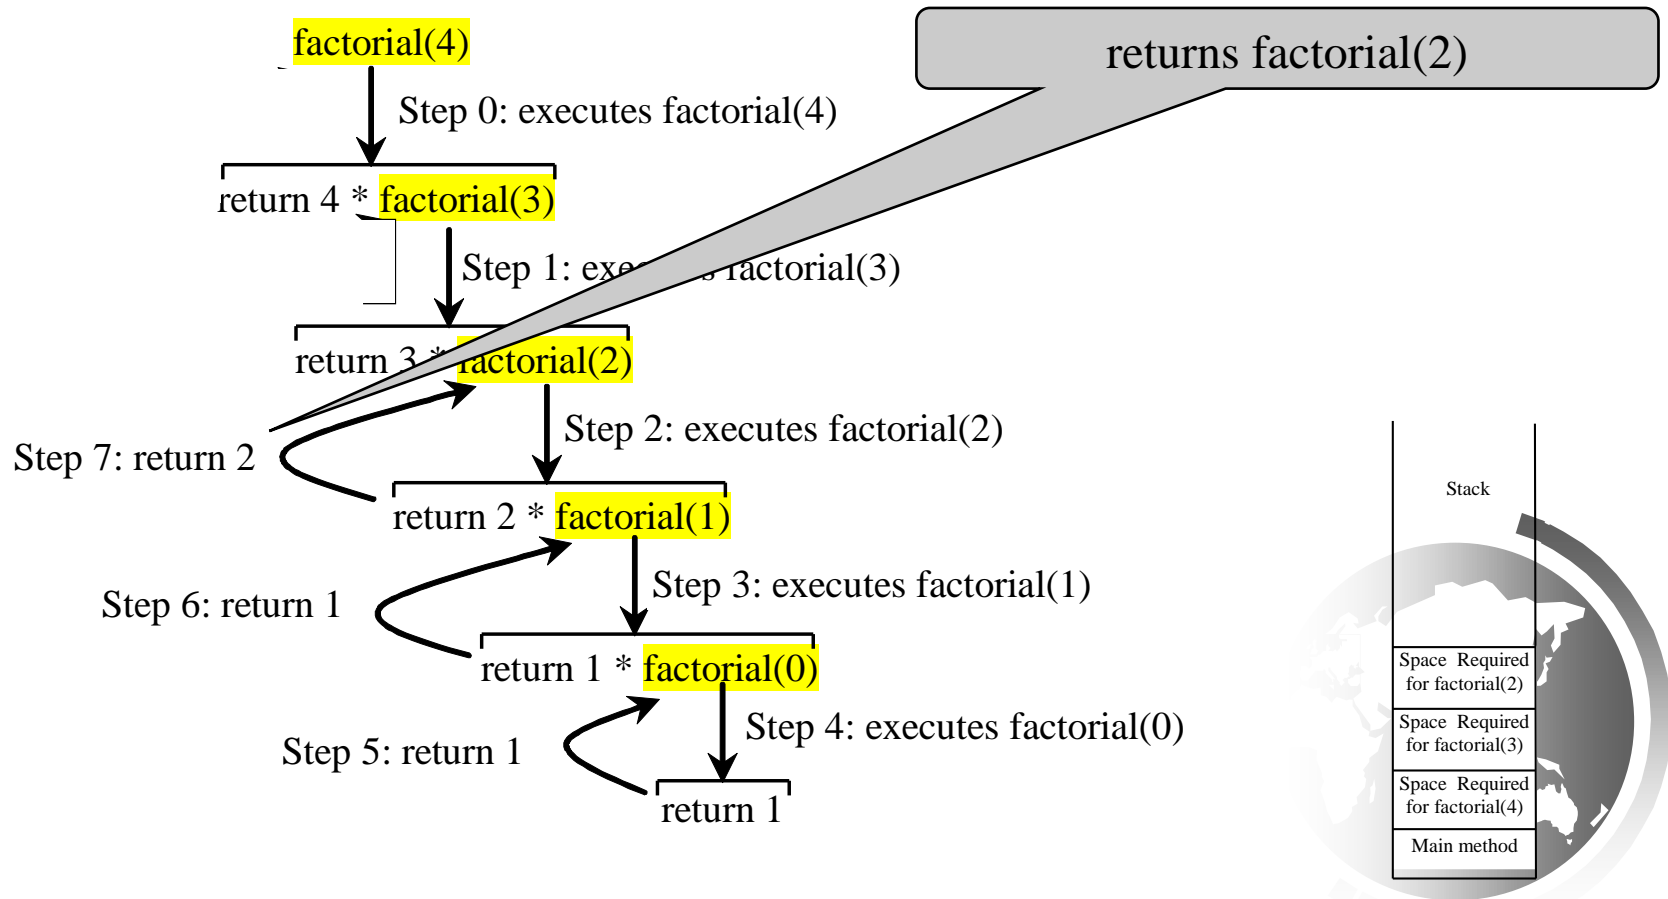 factorial(4)
returns factorial(2)
Step 0: executes factorial(4)
return 4 * factorial(3)
Step 1: exe s factorial(3)
return 3 * factorial(2)
Step 2: executes factorial(2)
Step 7: return 2
return 2 * factorial(1)
Step 3: executes factorial(1)
Step 6: return 1
return 1 * factorial(0)
Step 4: executes factorial(0)
Step 5: return 1
return 1
Stack
Space Required
for factorial(2)
Space Required
for factorial(3)
Space Required
for factorial(4)
Main method